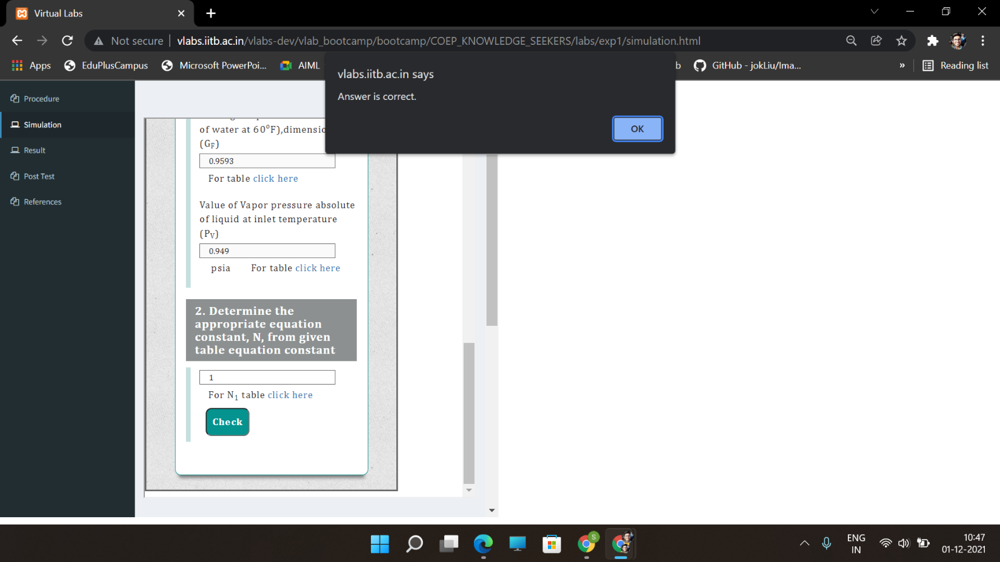 Virtual Labs
Not secure
vlabs.iitb.ac.in/vlabs-dev/vlab_bootcamp/bootcamp/COEP_KNOWLEDGE_SEEKERS/labs/exp1/simulation.html
Apps
EduPlusCampus
Microsoft PowerPoi...
AIML
b
GitHub - jokLiu/Ima...
»
Reading list
vlabs.iitb.ac.in says
Answer is correct.
OK
Procedure
Simulation
Result
Post Test
References
of water at 60°F),dimensio
(GF)
0.9593
For table click here
Value of Vapor pressure absolute
of liquid at inlet temperature
(PV)
0.949
psia For table click here
2. Determine the
appropriate equation
constant, N, from given
table equation constant
1
For N1 table click here
Check
S
ENG
IN
10:47
01-12-2021